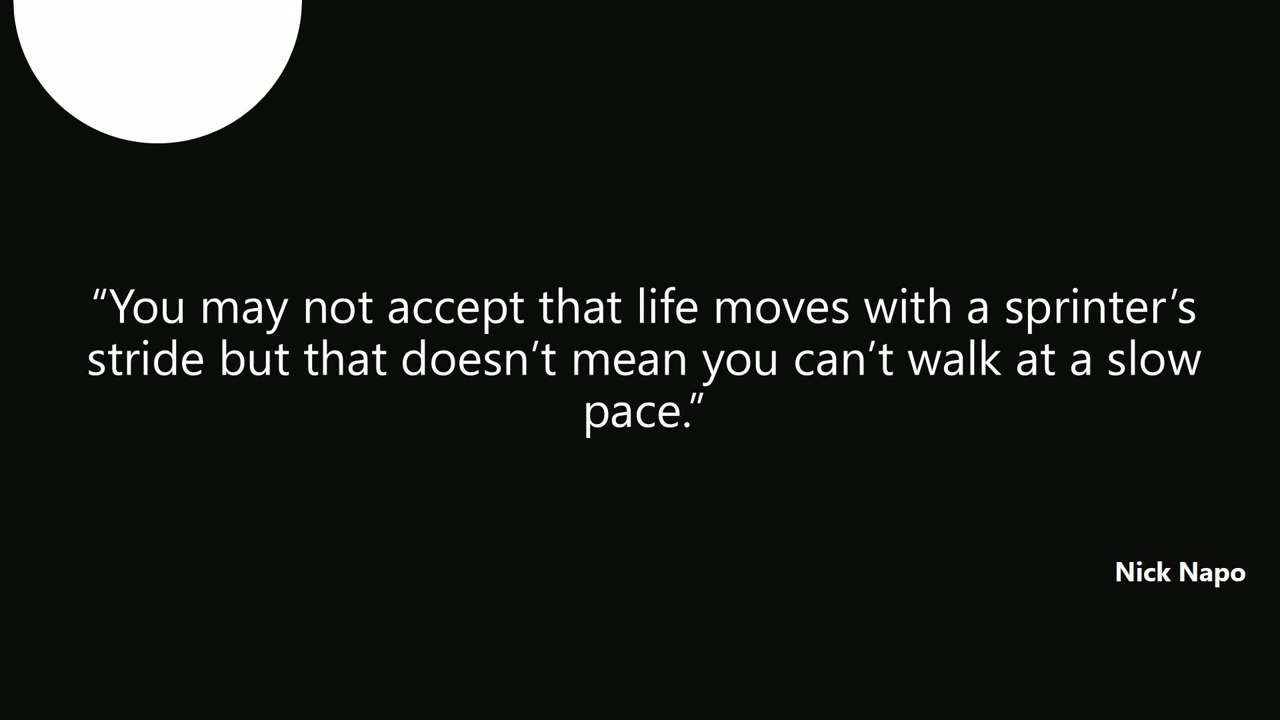 “You may not accept that life moves with a sprinter’s
stride but that doesn’t mean you can’t walk at a slow
pace.”
Nick Napo